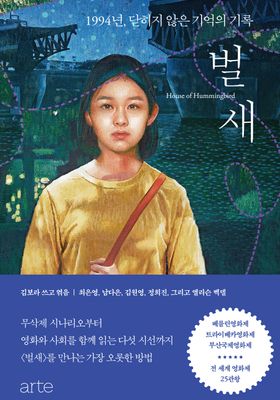 1994년, 닫히지 않은 기억의 기록
벌
새
House of Hummingbird
김보라 쓰고 엮음 | 최은영, 남다은, 김원영, 정희진, 그리고 앨리슨 벡델
무삭제 시나리오부터
영화와 사회를 함께 읽는 다섯 시선까지
〈벌새〉를 만나는 가장 오롯한 방법
arte
베를린영화제
트라이베카영화제
부산국제영화제
★★★★★
전 세계 영화제
25관왕